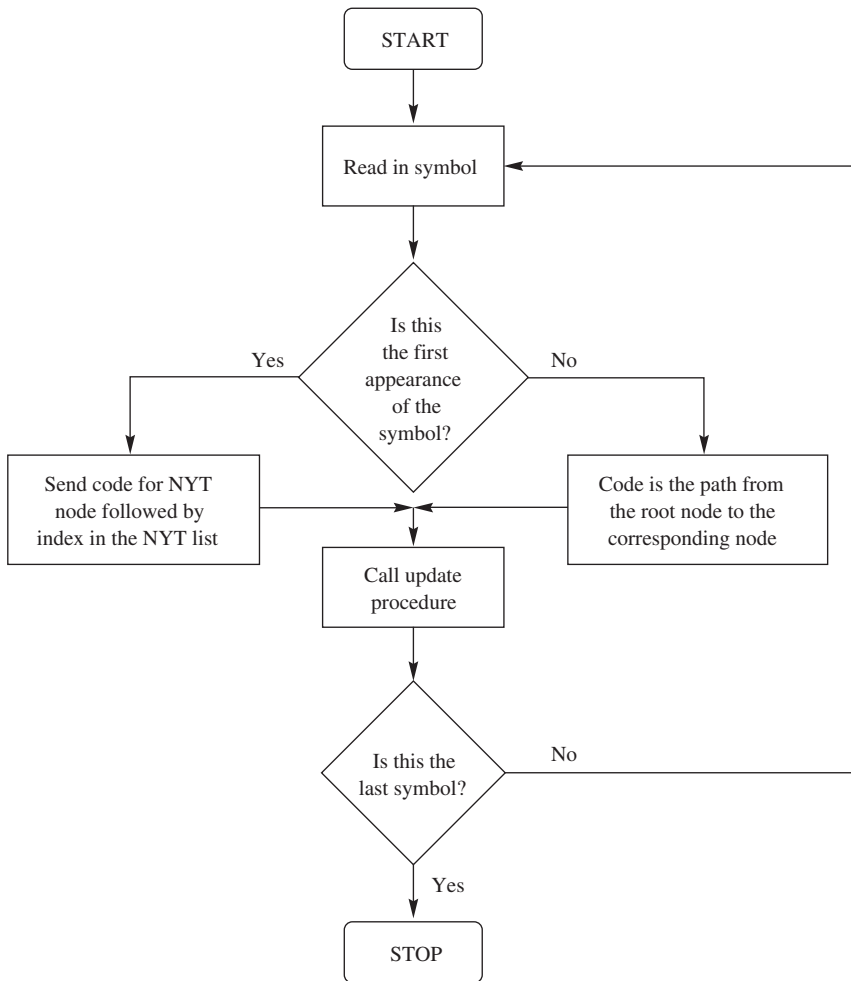 START
Read in symbol
Is this
the first
appearance
of the
symbol?
Yes
No
Send code for NYT
node followed by
index in the NYT list
Code is the path from
the root node to the
corresponding node
Call update
procedure
Is this the
last symbol?
No
Yes
STOP